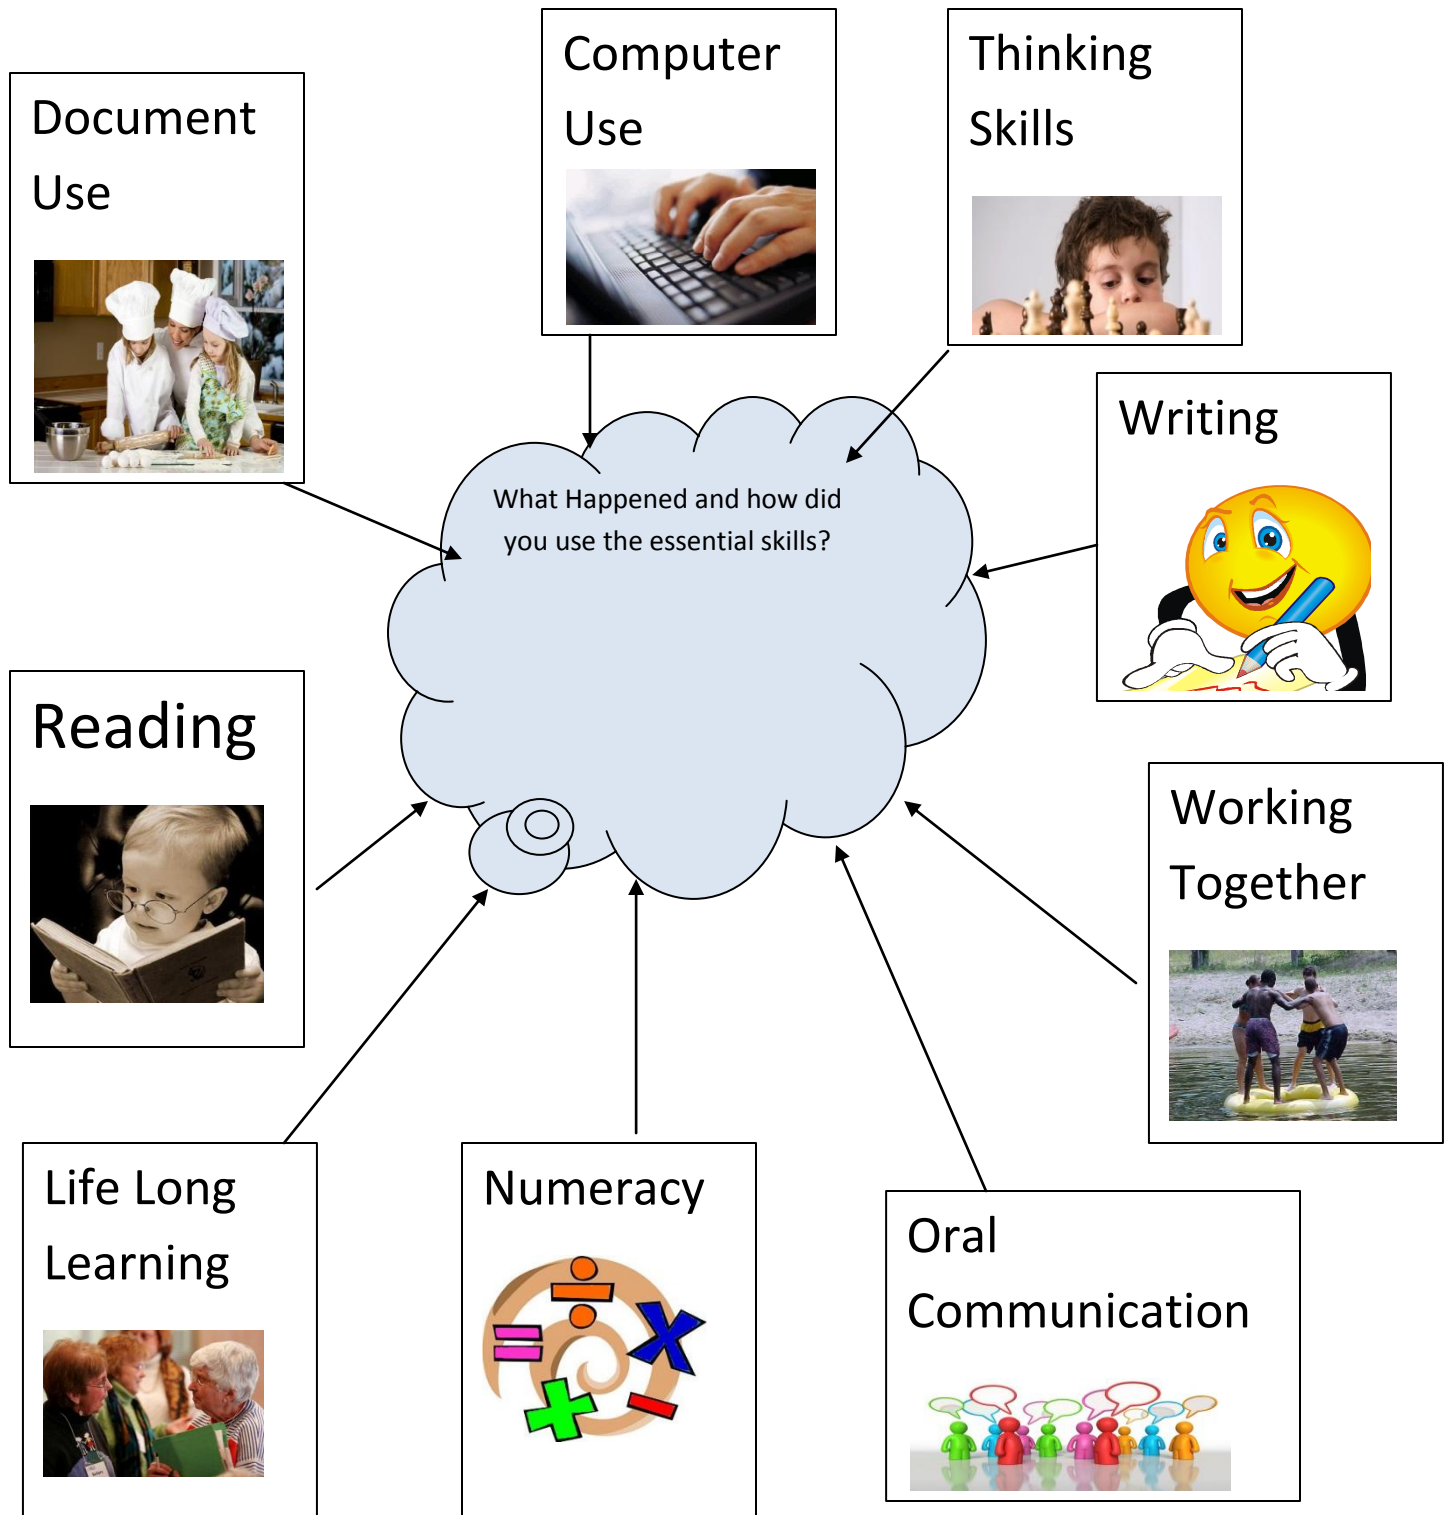 Computer
Use
Thinking
Skills
Document
Use
Writing
What Happened and how did
you use the essential skills?
Reading
Working
Together
Life Long
Learning
Numeracy
Oral
Communication